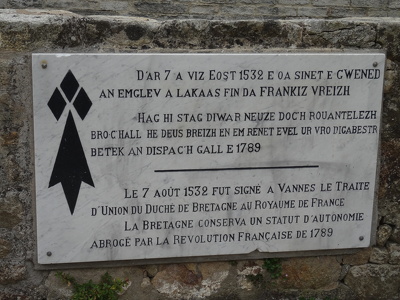 D'AR 7 A VIZ EOST 1532 E OA SINET E GWENED
AN EMGLEV A LAKAAS FIN DA FRANKIZ VREIZH
HAG HI STAG DIWAR NEUZE DOC'H ROUANTELEZH
BRO-C'HALL HE DEUS BREIZH EN EM RENET EVEL UR VRO DIGABESTR
BETEK AN DISPAC'H GALL E 1789
LE 7 AOÛT 1532 FUT SIGNÉ A VANNES LE TRAITE
D'UNION DU DUCHÉ DE BRETAGNE AU ROYAUME DE FRANCE
LA BRETAGNE CONSERVA UN STATUT D'AUTONOMIE
ABROGÉ PAR LA REVOLUTION FRANÇAISE DE 1789